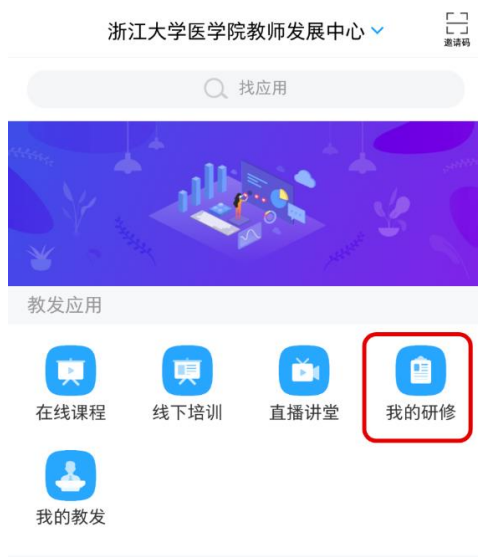 浙江大学医学院教师发展中心
邀请码
找应用
教发应用
在线课程 线下培训 直播讲堂 我的研修
我的教发